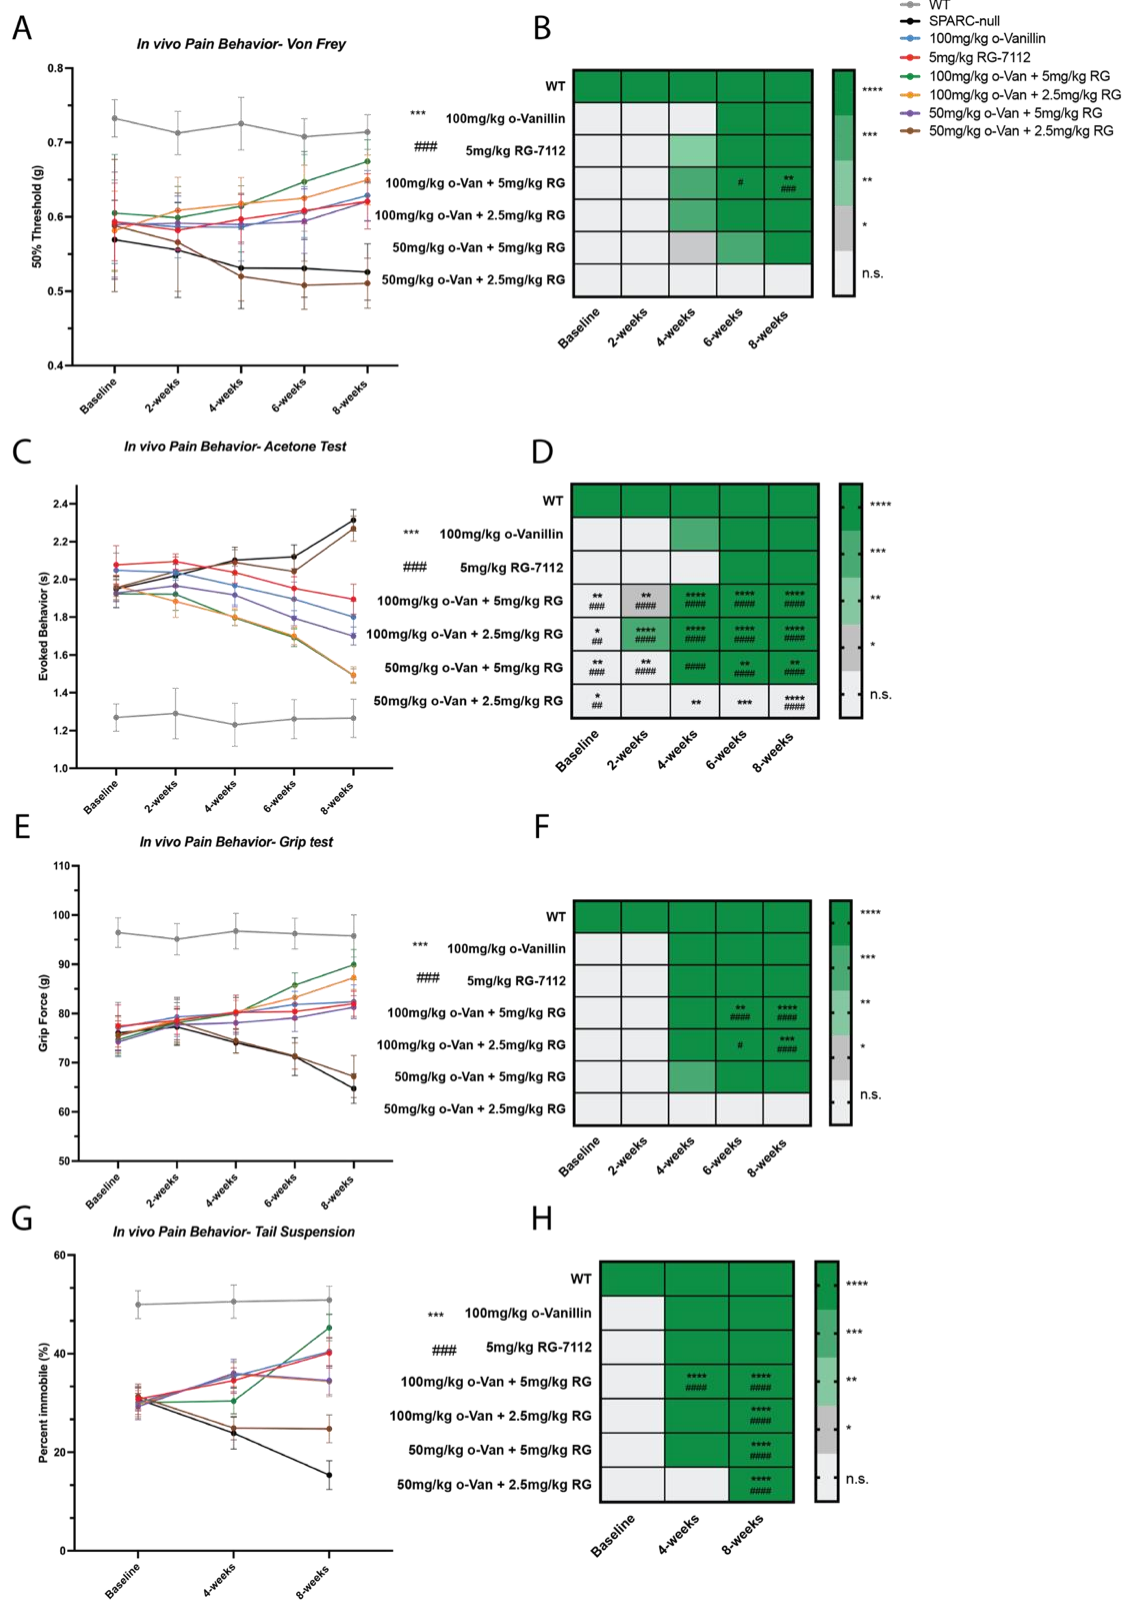 WT
SPARC-null
100mg/kg o-Vanillin
5mg/kg RG-7112
100mg/kg o-Van + 5mg/kg RG
100mg/kg o-Van + 2.5mg/kg RG
50mg/kg o-Van + 5mg/kg RG
50mg/kg o-Van + 2.5mg/kg RG
A
In vivo Pain Behavior- Von Frey
50% Threshold (g)
0.8
0.7
0.6
0.5
0.4
Baseline
2-weeks
4-weeks
6-weeks
8-weeks
***
###
B
WT
100mg/kg o-Vanillin
5mg/kg RG-7112
100mg/kg o-Van + 5mg/kg RG
# **
###
100mg/kg o-Van + 2.5mg/kg RG
50mg/kg o-Van + 5mg/kg RG
50mg/kg o-Van + 2.5mg/kg RG
Baseline
2-weeks
4-weeks
6-weeks
8-weeks
****
***
**
*
n.s.
C
In vivo Pain Behavior- Acetone Test
Evoked Behavior (s)
2.4
2.2
2.0
1.8
1.6
1.4
1.2
1.0
Baseline
2-weeks
4-weeks
6-weeks
8-weeks
***
###
D
WT
100mg/kg o-Vanillin
5mg/kg RG-7112
100mg/kg o-Van + 5mg/kg RG
** ** **** **** ****
### #### #### #### ####
100mg/kg o-Van + 2.5mg/kg RG
* **** **** **** ****
## #### #### #### ####
50mg/kg o-Van + 5mg/kg RG
** ** #### ** **
### #### #### ####
50mg/kg o-Van + 2.5mg/kg RG
* ** *** ****
## ####
Baseline
2-weeks
4-weeks
6-weeks
8-weeks
****
***
**
*
n.s.
E
In vivo Pain Behavior- Grip test
Grip Force (g)
110
100
90
80
70
60
50
Baseline
2-weeks
4-weeks
6-weeks
8-weeks
***
###
F
WT
100mg/kg o-Vanillin
5mg/kg RG-7112
100mg/kg o-Van + 5mg/kg RG
** ****
#### ####
100mg/kg o-Van + 2.5mg/kg RG
# ***
####
50mg/kg o-Van + 5mg/kg RG
50mg/kg o-Van + 2.5mg/kg RG
Baseline
2-weeks
4-weeks
6-weeks
8-weeks
****
***
**
*
n.s.
G
In vivo Pain Behavior- Tail Suspension
Percent immobile (%)
60
40
20
0
Baseline
4-weeks
8-weeks
***
###
H
WT
100mg/kg o-Vanillin
5mg/kg RG-7112
100mg/kg o-Van + 5mg/kg RG
**** ****
#### ####
100mg/kg o-Van + 2.5mg/kg RG
****
####
50mg/kg o-Van + 5mg/kg RG
****
####
50mg/kg o-Van + 2.5mg/kg RG
****
####
Baseline
4-weeks
8-weeks
****
***
**
*
n.s.